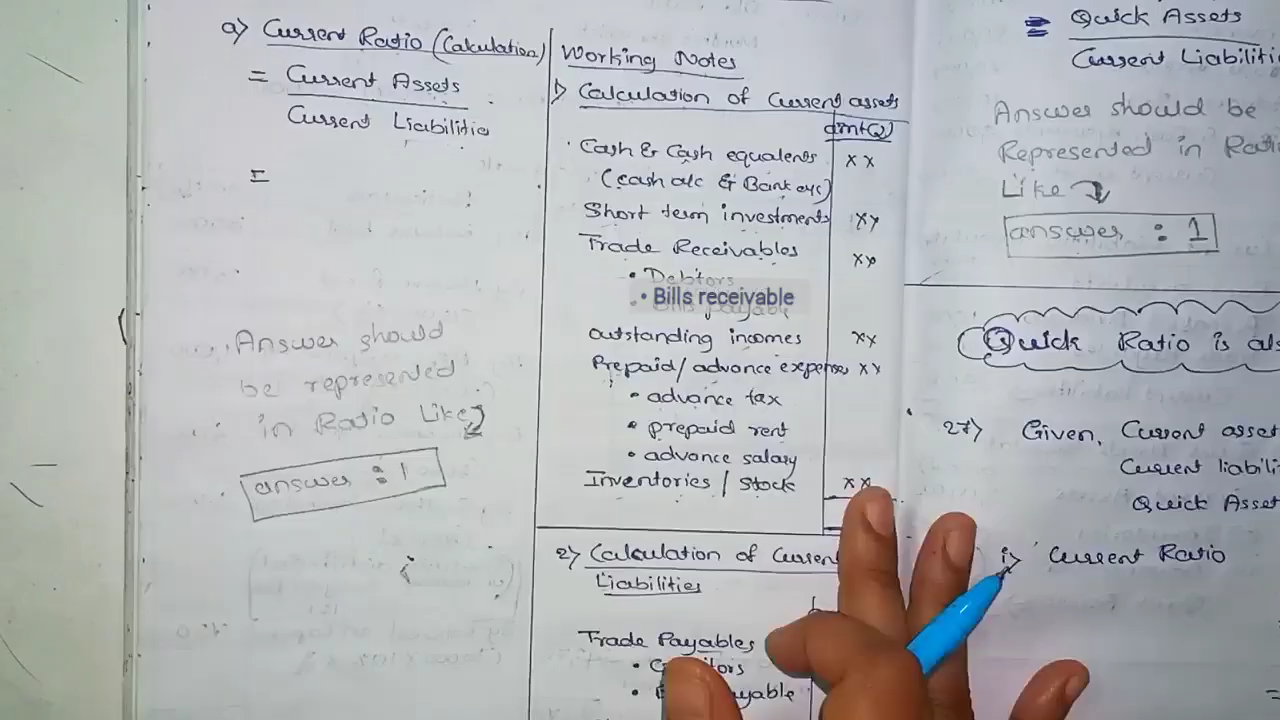 a) Current Ratio (Calculation)
= Current Assets
Current Liabilitie
=
Answer should
be represented
in Ratio Like
answer : 1
Working Notes
1) Calculation of Current assets
amt(₹)
Cash & Cash equalents xx
(cash a/c & Bank a/c)
Short term investments xx
Trade Receivables xx
• Debtors
• Bills receivable
Outstanding incomes xx
Prepaid/advance expenses xx
• advance tax
• prepaid rent
• advance salary
Inventories / Stock xx
2) Calculation of Current
Liabilities
Trade Payables
Quick Assets
Current Liabiliti
Answer should be
Represented in Rati
Like
answer : 1
Quick Ratio is als
27) Given, Current asset
Current liabili
Quick Asset
i) Current Ratio
=